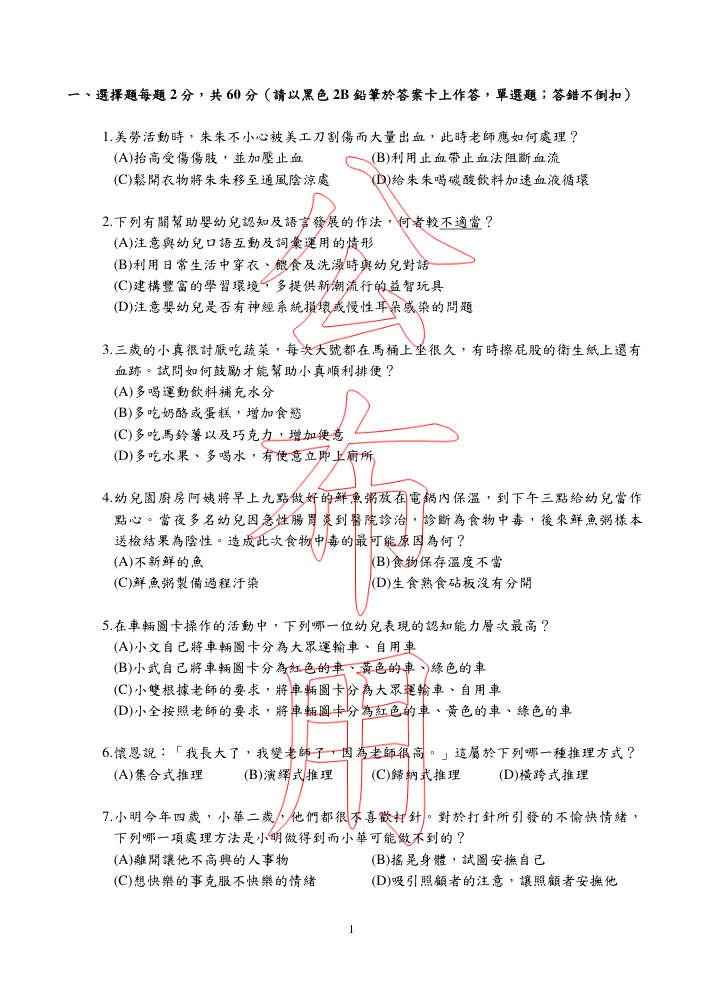 一、選擇題每題 2 分，共 60 分（請以黑色 2B 鉛筆於答案卡上作答，單選題；答錯不倒扣）
1.美勞活動時，朱朱不小心被美工刀割傷而大量出血，此時老師應如何處理？
(A)抬高受傷傷肢，並加壓止血 (B)利用止血帶止血法阻斷血流
(C)鬆開衣物將朱朱移至通風陰涼處 (D)給朱朱喝碳酸飲料加速血液循環
2.下列有關幫助嬰幼兒認知及語言發展的作法，何者較不適當？
(A)注意與幼兒口語互動及詞彙運用的情形
(B)利用日常生活中穿衣、餵食及洗澡時與幼兒對話
(C)建構豐富的學習環境，多提供新潮流行的益智玩具
(D)注意嬰幼兒是否有神經系統損壞或慢性耳朵感染的問題
3.三歲的小真很討厭吃蔬菜，每次大號都在馬桶上坐很久，有時擦屁股的衛生紙上還有
血跡。試問如何鼓勵才能幫助小真順利排便？
(A)多喝運動飲料補充水分
(B)多吃奶酪或蛋糕，增加食慾
(C)多吃馬鈴薯以及巧克力，增加便意
(D)多吃水果、多喝水，有便意立即上廁所
4.幼兒園廚房阿姨將早上九點做好的鮮魚粥放在電鍋內保溫，到下午三點給幼兒當作
點心。當夜多名幼兒因急性腸胃炎到醫院診治，診斷為食物中毒，後來鮮魚粥樣本
送檢結果為陰性。造成此次食物中毒的最可能原因為何？
(A)不新鮮的魚 (B)食物保存溫度不當
(C)鮮魚粥製備過程汙染 (D)生食熟食砧板沒有分開
5.在車輛圖卡操作的活動中，下列哪一位幼兒表現的認知能力層次最高？
(A)小文自己將車輛圖卡分為大眾運輸車、自用車
(B)小武自己將車輛圖卡分為紅色的車、黃色的車、綠色的車
(C)小雙根據老師的要求，將車輛圖卡分為大眾運輸車、自用車
(D)小全按照老師的要求，將車輛圖卡分為紅色的車、黃色的車、綠色的車
6.懷恩說：「我長大了，我變老師了，因為老師很高。」這屬於下列哪一種推理方式？
(A)集合式推理 (B)演繹式推理 (C)歸納式推理 (D)橫跨式推理
7.小明今年四歲，小華二歲，他們都很不喜歡打針。對於打針所引發的不愉快情緒，
下列哪一項處理方法是小明做得到而小華可能做不到的？
(A)離開讓他不高興的人事物 (B)搖晃身體，試圖安撫自己
(C)想快樂的事克服不快樂的情緒 (D)吸引照顧者的注意，讓照顧者安撫他
1
公布用